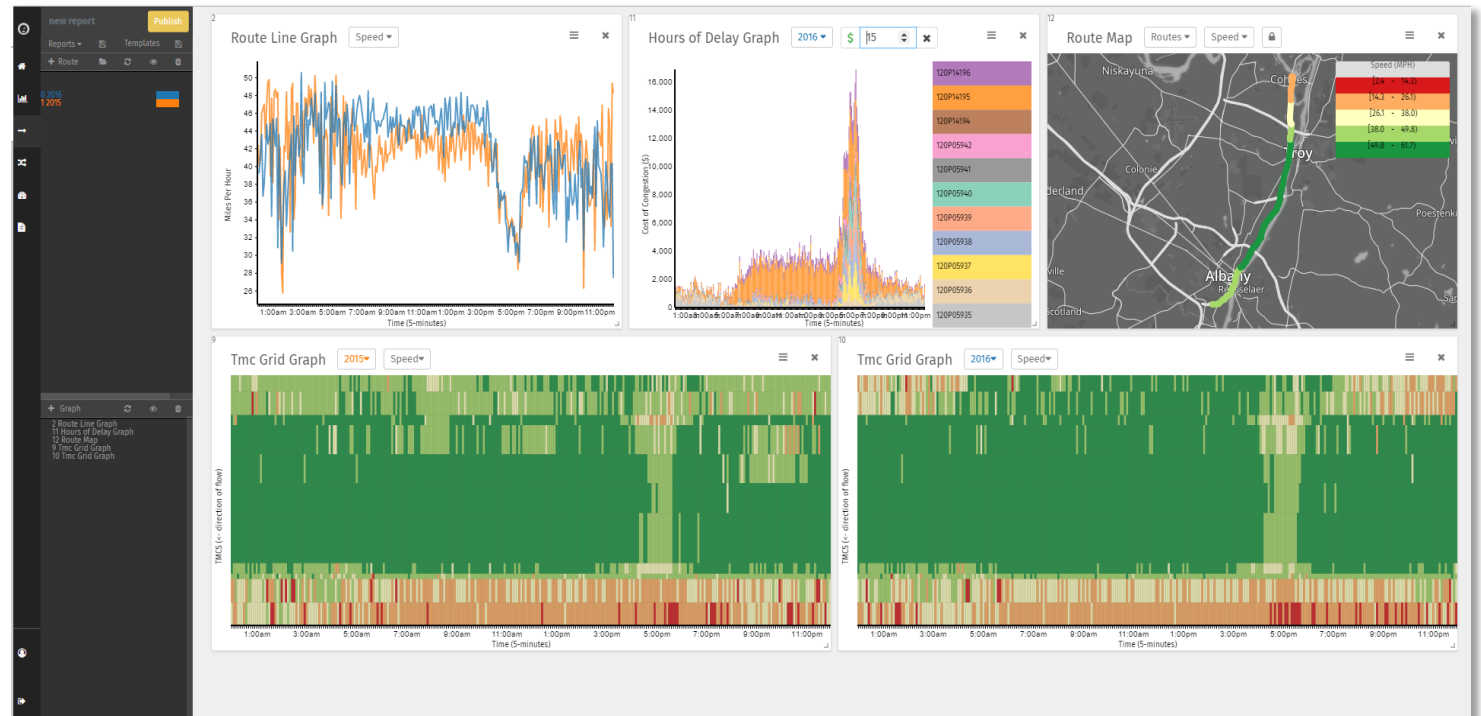 new report Publish
Reports Templates
+ Route
0 2016
1 2015
+ Graph
2 Route Line Graph
11 Hours of Delay Graph
12 Route Map
9 Tmc Grid Graph
10 Tmc Grid Graph
2
Route Line Graph Speed
50
48
46
44
42
40
38
36
34
32
30
28
26
Miles Per Hour
1:00am 3:00am 5:00am 7:00am 9:00am 11:00am 1:00pm 3:00pm 5:00pm 7:00pm 9:00pm 11:00pm
Time (5-minutes)
11
Hours of Delay Graph 2016 $ 15
16,000
14,000
12,000
10,000
8,000
6,000
4,000
2,000
0
Cost of Congestion ($)
Time (5-minutes)
120P14196
120P14195
120P14194
120P05942
120P05941
120P05940
120P05939
120P05938
120P05937
120P05936
120P05935
12
Route Map Routes Speed
Speed (MPH)
[2.4 - 14.3)
[14.3 - 26.1)
[26.1 - 38.0)
[38.0 - 49.8)
[49.8 - 61.7)
Niskayuna
Colonie
Albany
9
Tmc Grid Graph 2015 Speed
TMCS (<- direction of flow)
1:00am 3:00am 5:00am 7:00am 9:00am 11:00am 1:00pm 3:00pm 5:00pm 7:00pm 9:00pm 11:00pm
Time (5-minutes)
10
Tmc Grid Graph 2016 Speed
TMCS (<- direction of flow)
1:00am 3:00am 5:00am 7:00am 9:00am 11:00am 1:00pm 3:00pm 5:00pm 7:00pm 9:00pm 11:00pm
Time (5-minutes)